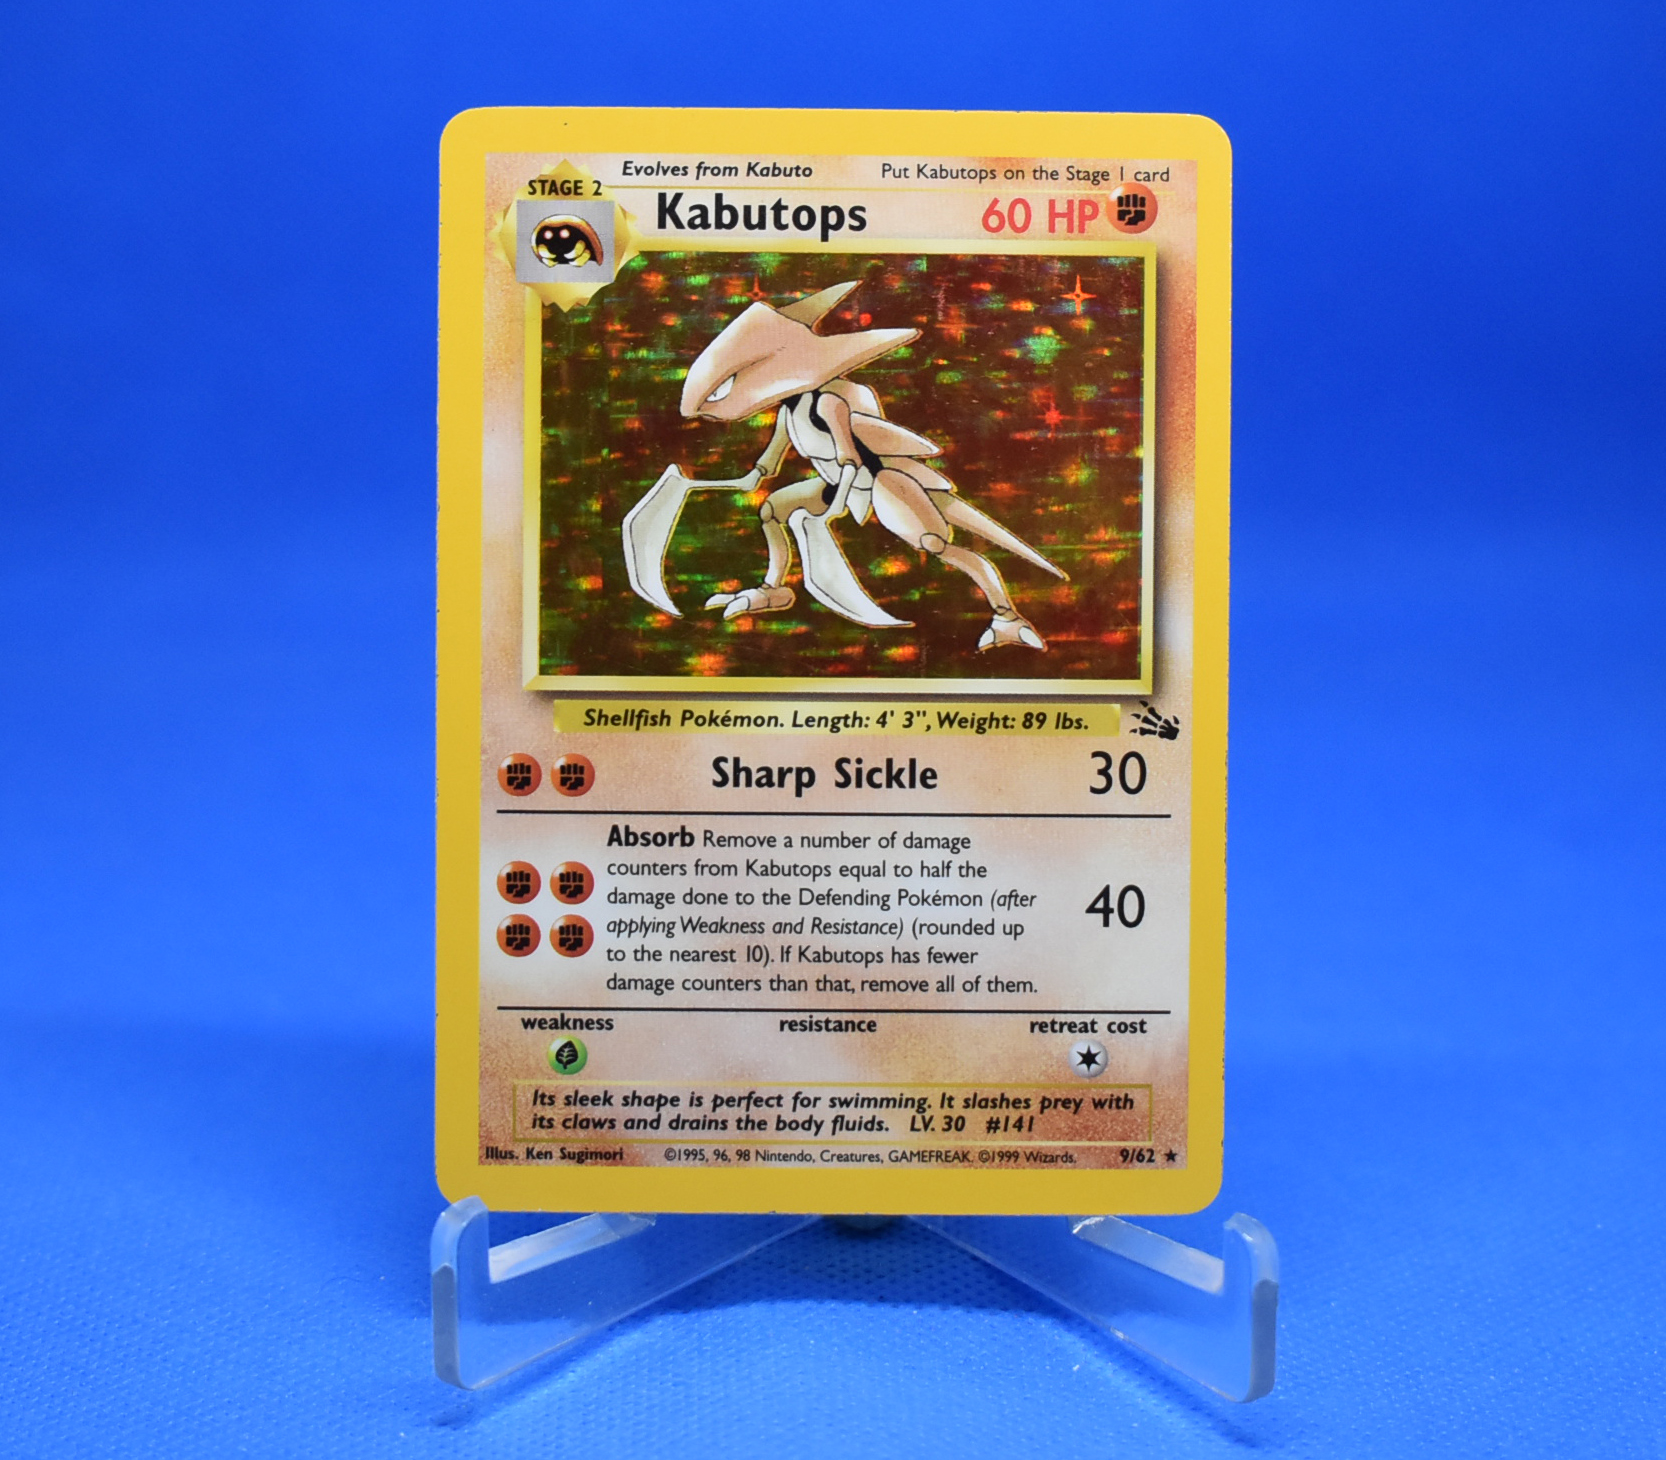 Evolves from Kabuto Put Kabutops on the Stage 1 card
STAGE 2
Kabutops 60 HP
Shellfish Pokémon. Length: 4' 3", Weight: 89 lbs.
Sharp Sickle 30
Absorb Remove a number of damage
counters from Kabutops equal to half the
damage done to the Defending Pokémon (after
applying Weakness and Resistance) (rounded up
to the nearest 10). If Kabutops has fewer
damage counters than that, remove all of them.
40
weakness resistance retreat cost
Its sleek shape is perfect for swimming. It slashes prey with
its claws and drains the body fluids. LV. 30 #141
Illus. Ken Sugimori ©1995, 96, 98 Nintendo, Creatures, GAMEFREAK. ©1999 Wizards. 9/62 ★